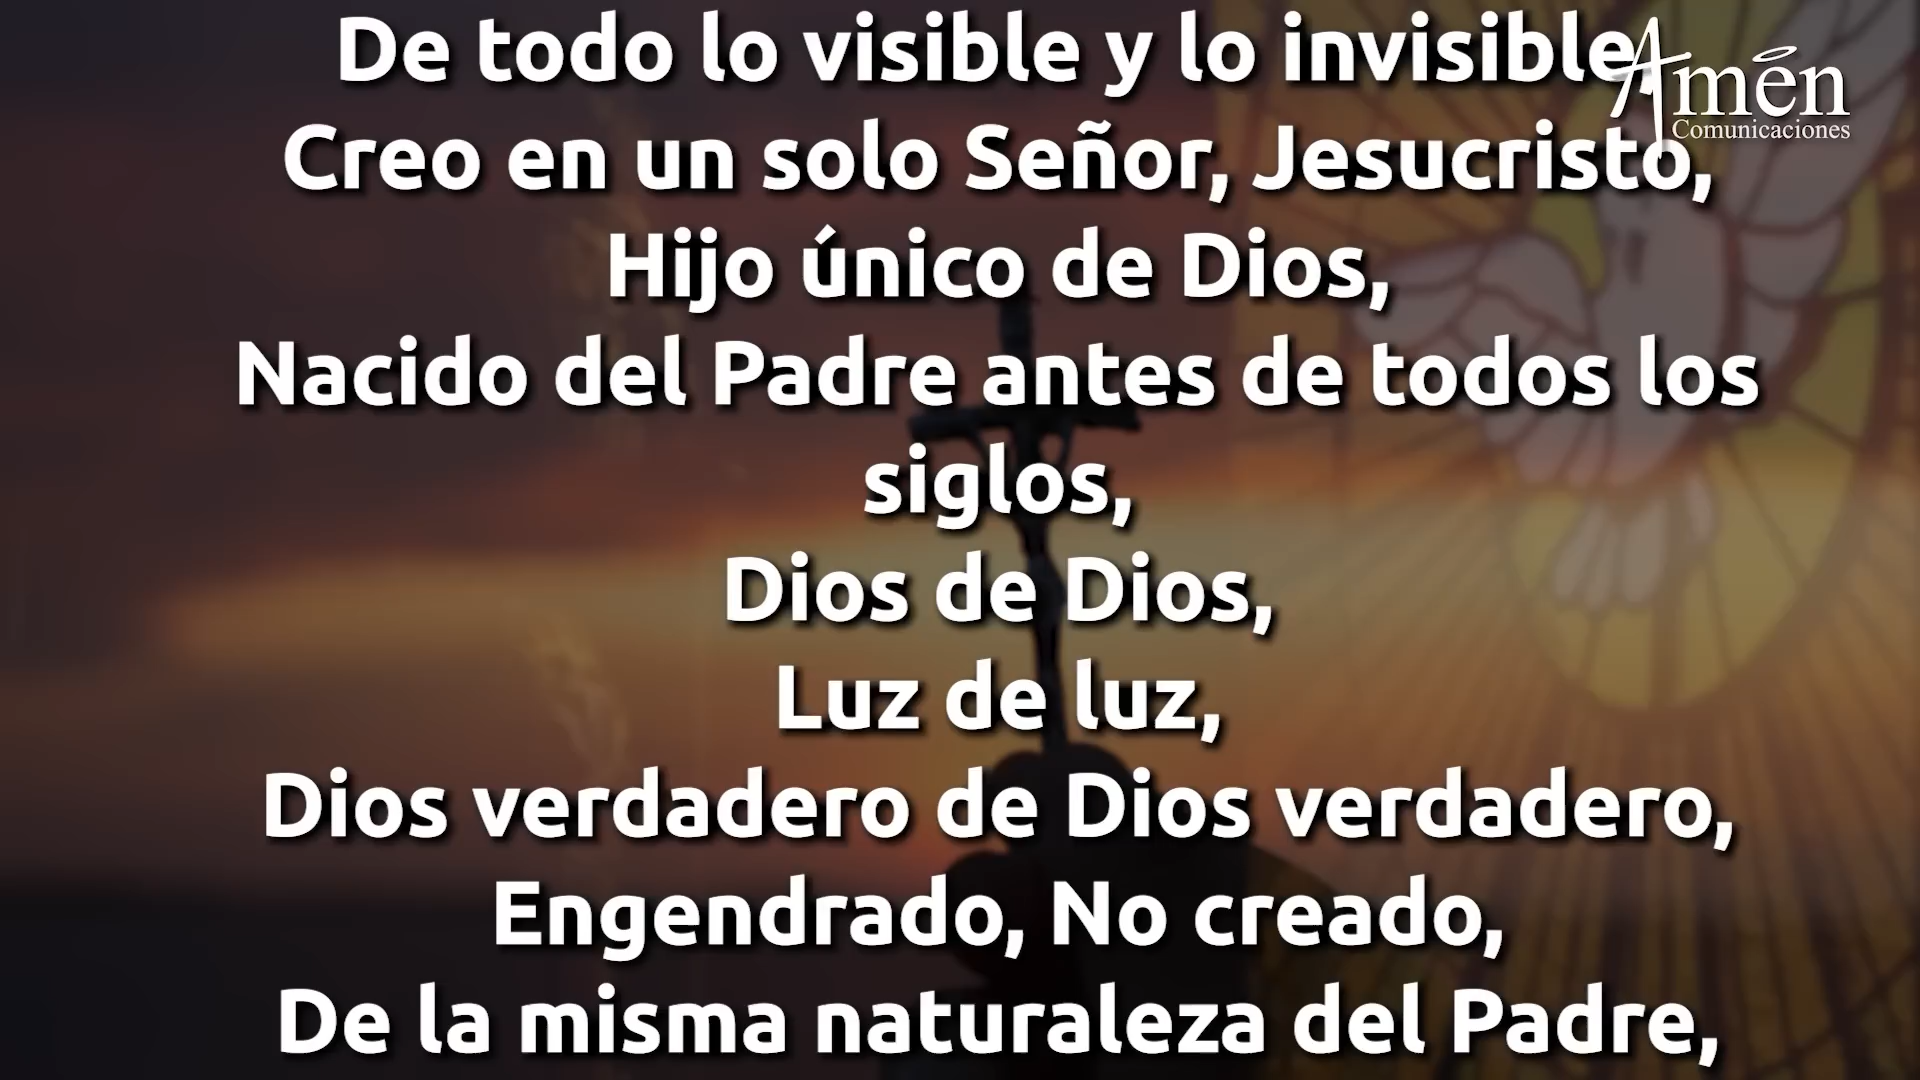 De todo lo visible y lo invisible,
Amén
Comunicaciones
Creo en un solo Señor, Jesucristo,
Hijo único de Dios,
Nacido del Padre antes de todos los
siglos,
Dios de Dios,
Luz de luz,
Dios verdadero de Dios verdadero,
Engendrado, No creado,
De la misma naturaleza del Padre,